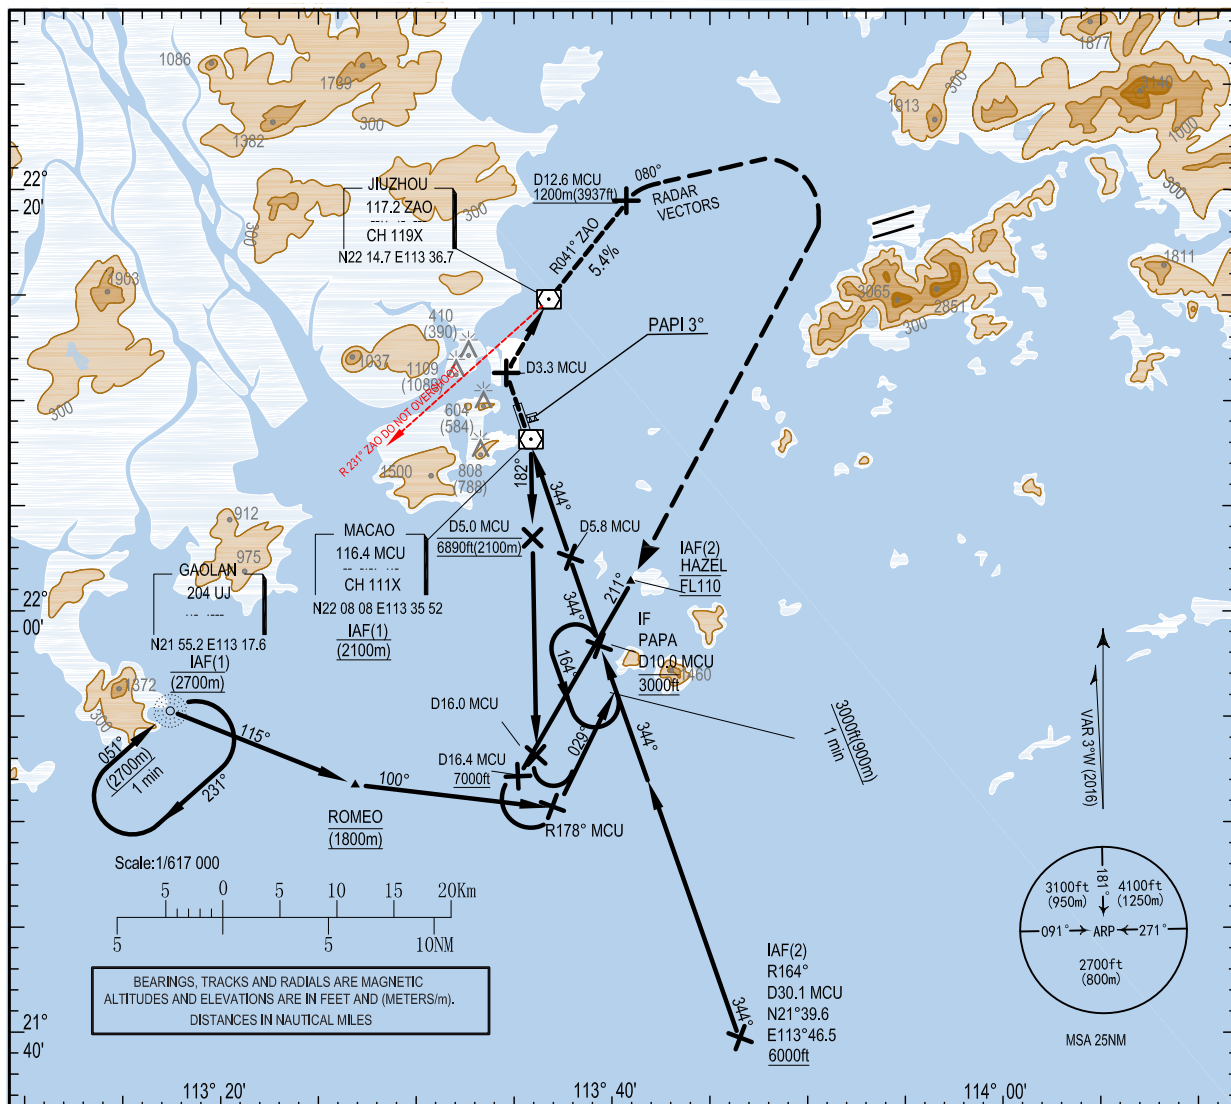 1086
1769
1382
300
1877
300
1913
2140
1000
300
22°
20'
JIUZHOU
117.2 ZAO
CH 119X
N22 14.7 E113 36.7
300
D12.6 MCU
1200m(3937ft)
080°
RADAR
VECTORS
R041° ZAO
5.4%
300
1903
300
410
(390)
1109
1037
604
(584)
1500
808
(788)
R 231° ZAO DO NOT OVERSHOOT
D3.3 MCU
PAPI 3°
3065
2851
300
1811
912
975
GAOLAN
204 UJ
N21 55.2 E113 17.6
IAF(1)
(2700m)
MACAO
116.4 MCU
CH 111X
N22 08 08 E113 35 52
IAF(1)
(2100m)
182°
344°
D5.0 MCU
6890ft(2100m)
D5.8 MCU
IAF(2)
HAZEL
FL110
211°
344°
22°
00'
IF
PAPA
D10.0 MCU
3000ft
1460
164°
1372
300
051°
(2700m)
1 min
231°
115°
100°
ROMEO
(1800m)
D16.0 MCU
D16.4 MCU
7000ft
029°
R178° MCU
344°
3000ft(900m)
1 min
VAR 3°W (2016)
Scale:1/617 000
5 0 5 10 15 20Km
5 5 10NM
BEARINGS, TRACKS AND RADIALS ARE MAGNETIC
ALTITUDES AND ELEVATIONS ARE IN FEET AND (METERS/m).
DISTANCES IN NAUTICAL MILES
344°
IAF(2)
R164°
D30.1 MCU
N21°39.6
E113°46.5
6000ft
3100ft
(950m)
181°
4100ft
(1250m)
091° ARP 271°
2700ft
(800m)
MSA 25NM
21°
40'
113° 20' 113° 40' 114° 00'